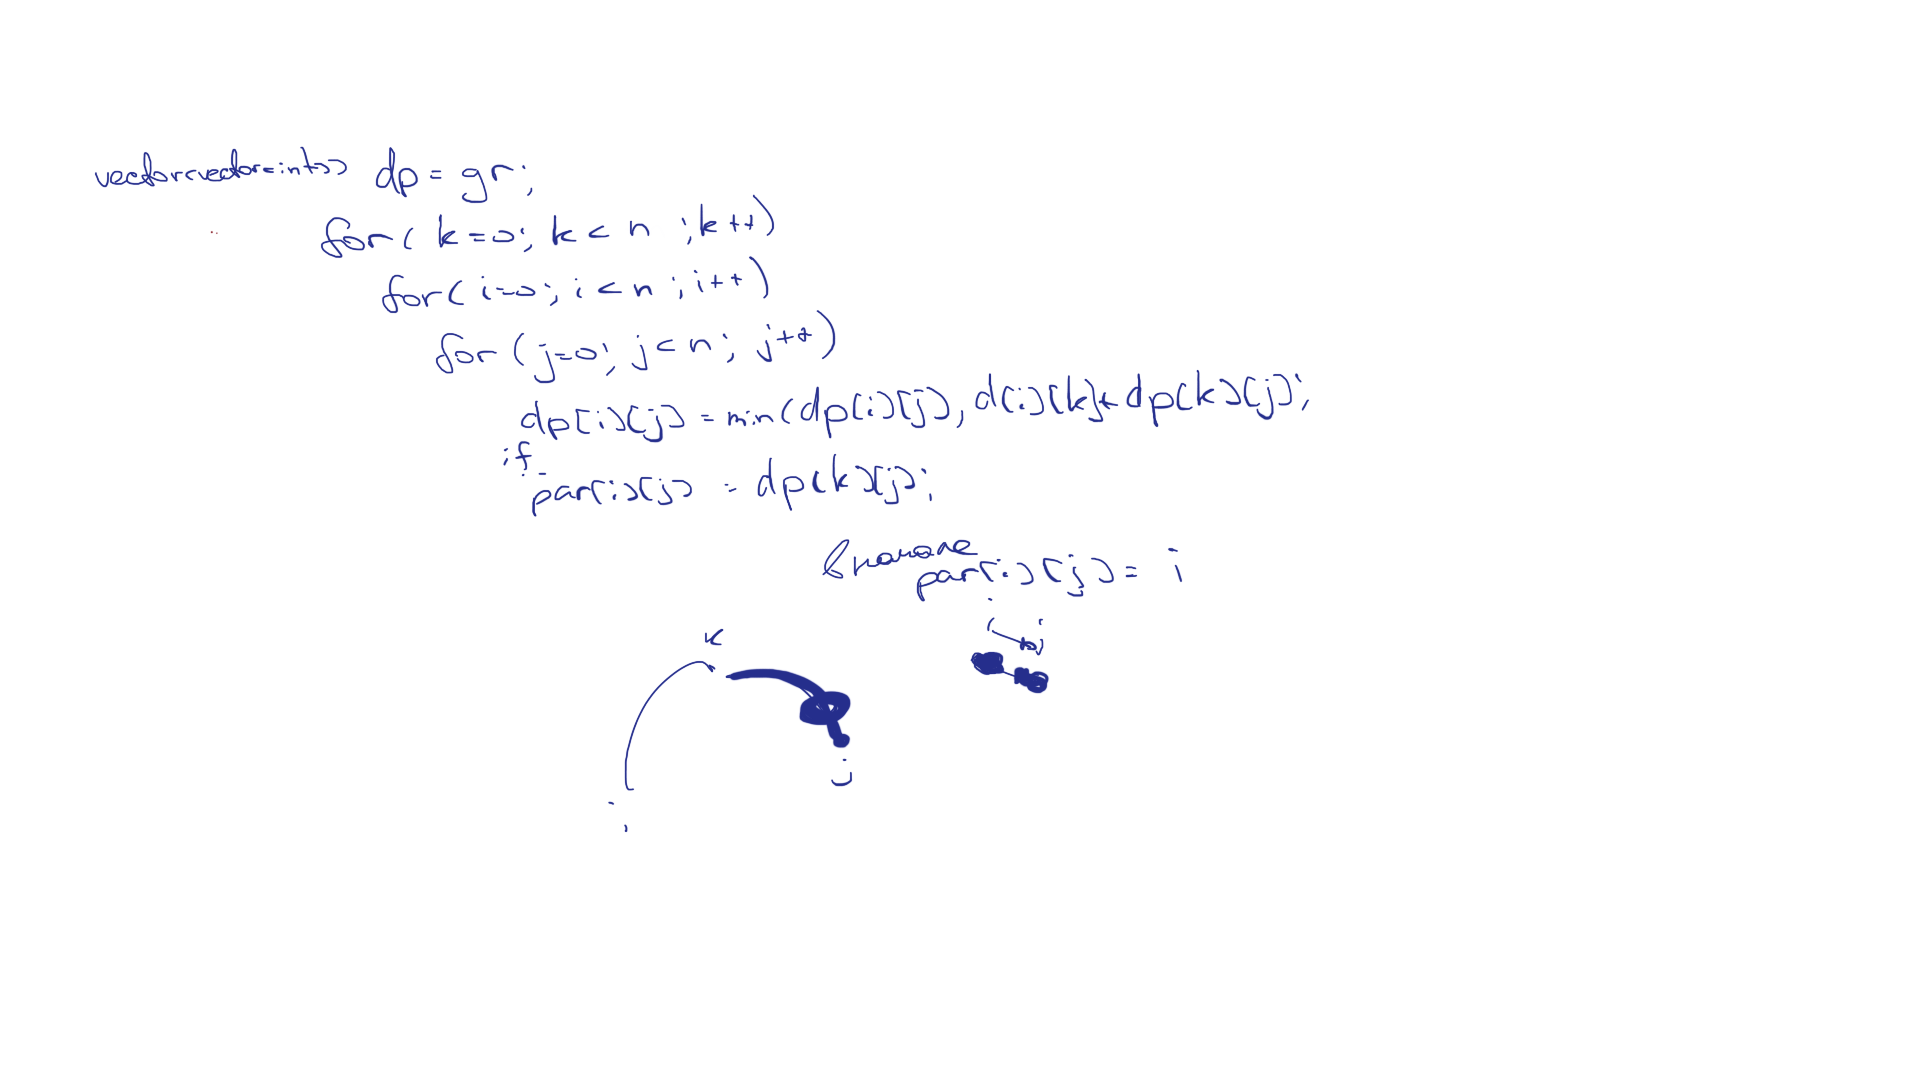 vector<vector<int>> dp = gr;
for( k=0; k < n ; k++)
for( i=0; i < n ; i++)
for ( j=0; j < n; j++)
dp[i][j] = min(dp[i][j], d[i][k]+dp[k][j];
if
par[i][j] = dp[k][j];
вначале
par[i][j] = i
i
j
k
j
i